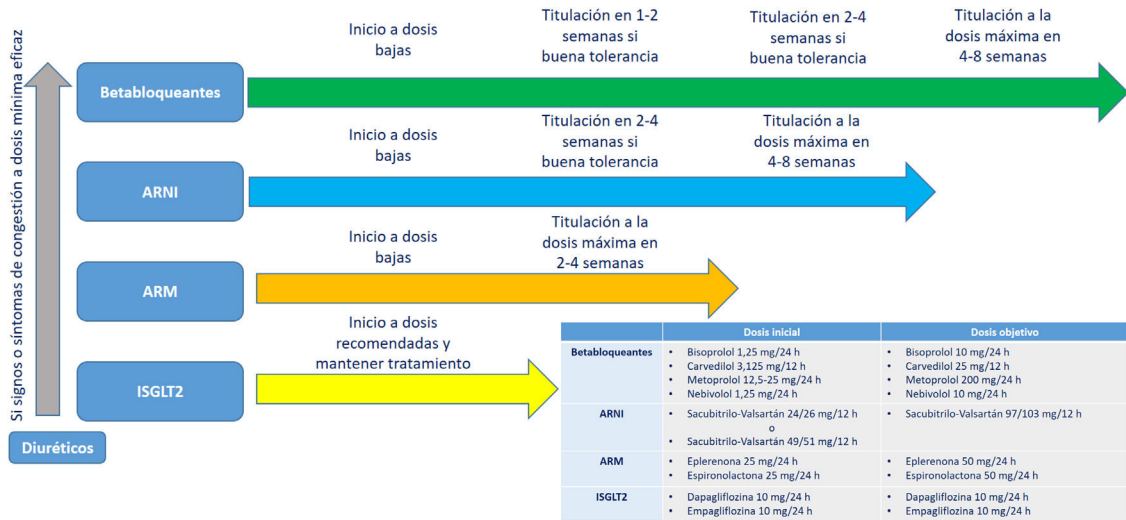 Si signos o síntomas de congestión a dosis mínima eficaz
Diuréticos
Betabloqueantes
Inicio a dosis
bajas
Titulación en 1-2
semanas si
buena tolerancia
Titulación en 2-4
semanas si
buena tolerancia
Titulación a la
dosis máxima en
4-8 semanas
ARNI
Inicio a dosis
bajas
Titulación en 2-4
semanas si
buena tolerancia
Titulación a la
dosis máxima en
4-8 semanas
ARM
Inicio a dosis
bajas
Titulación a la
dosis máxima en
2-4 semanas
ISGLT2
Inicio a dosis
recomendadas y
mantener tratamiento
Dosis inicial Dosis objetivo
Betabloqueantes • Bisoprolol 1,25 mg/24 h • Bisoprolol 10 mg/24 h
• Carvedilol 3,125 mg/12 h • Carvedilol 25 mg/12 h
• Metoprolol 12,5-25 mg/24 h • Metoprolol 200 mg/24 h
• Nebivolol 1,25 mg/24 h • Nebivolol 10 mg/24 h
ARNI • Sacubitrilo-Valsartán 24/26 mg/12 h • Sacubitrilo-Valsartán 97/103 mg/12 h
o
• Sacubitrilo-Valsartán 49/51 mg/12 h
ARM • Eplerenona 25 mg/24 h • Eplerenona 50 mg/24 h
• Espironolactona 25 mg/24 h • Espironolactona 50 mg/24 h
ISGLT2 • Dapagliflozina 10 mg/24 h • Dapagliflozina 10 mg/24 h
• Empagliflozina 10 mg/24 h • Empagliflozina 10 mg/24 h